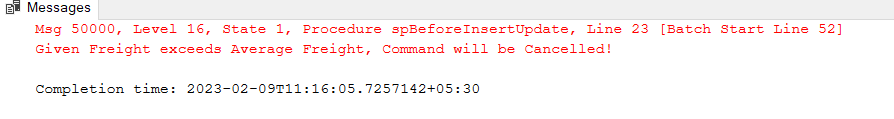 Messages
Msg 50000, Level 16, State 1, Procedure spBeforeInsertUpdate, Line 23 [Batch Start Line 52]
Given Freight exceeds Average Freight, Command will be Cancelled!
Completion time: 2023-02-09T11:16:05.7257142+05:30